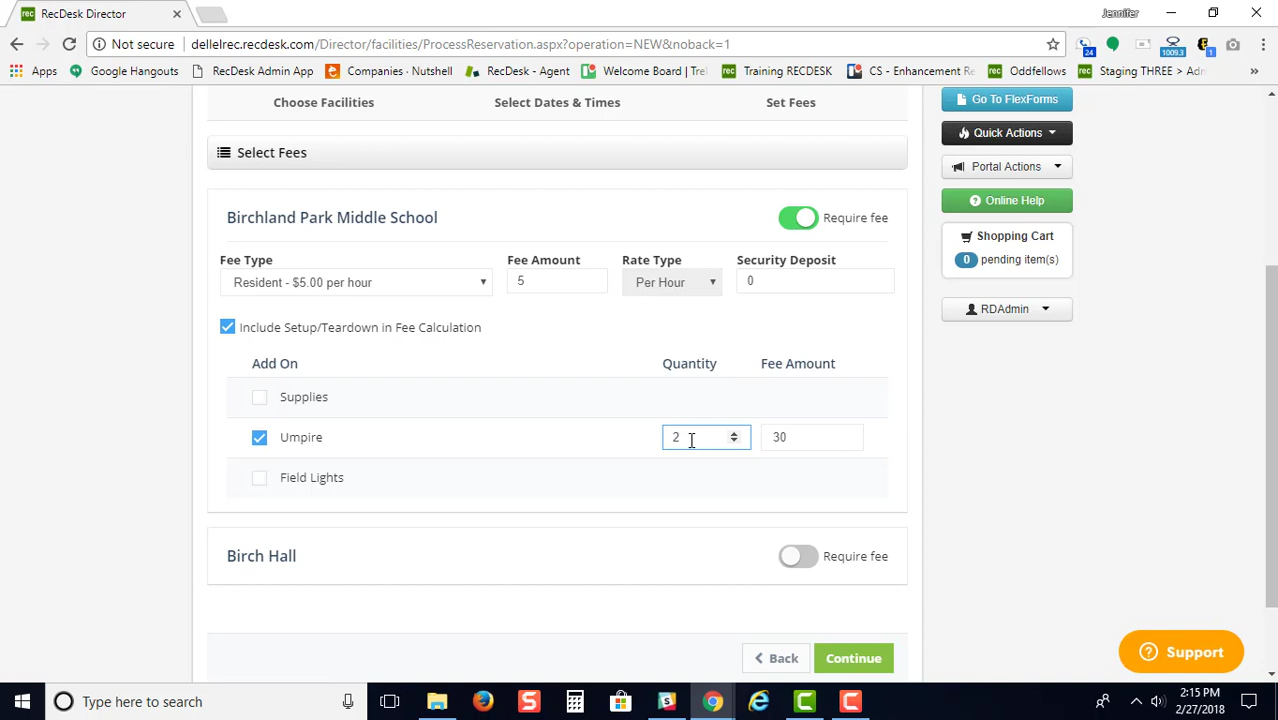 rec RecDesk Director
Jennifer
Not secure dellelrec.recdesk.com/Director/facilities/ProcessReservation.aspx?operation=NEW&noback=1
24
1009.3
1
Apps Google Hangouts RecDesk Admin App Companies · Nutshell RecDesk - Agent Welcome Board | Trel Training RECDESK CS - Enhancement Re Oddfellows Staging THREE > Adn »
Choose Facilities Select Dates & Times Set Fees
Select Fees
Birchland Park Middle School Require fee
Fee Type Fee Amount Rate Type Security Deposit
Resident - $5.00 per hour 5 Per Hour 0
Include Setup/Teardown in Fee Calculation
Add On Quantity Fee Amount
Supplies
Umpire 2 30
Field Lights
Birch Hall Require fee
Back Continue
Go To FlexForms
Quick Actions
Portal Actions
Online Help
Shopping Cart
0 pending item(s)
RDAdmin
Support
Type here to search
2:15 PM
2/27/2018